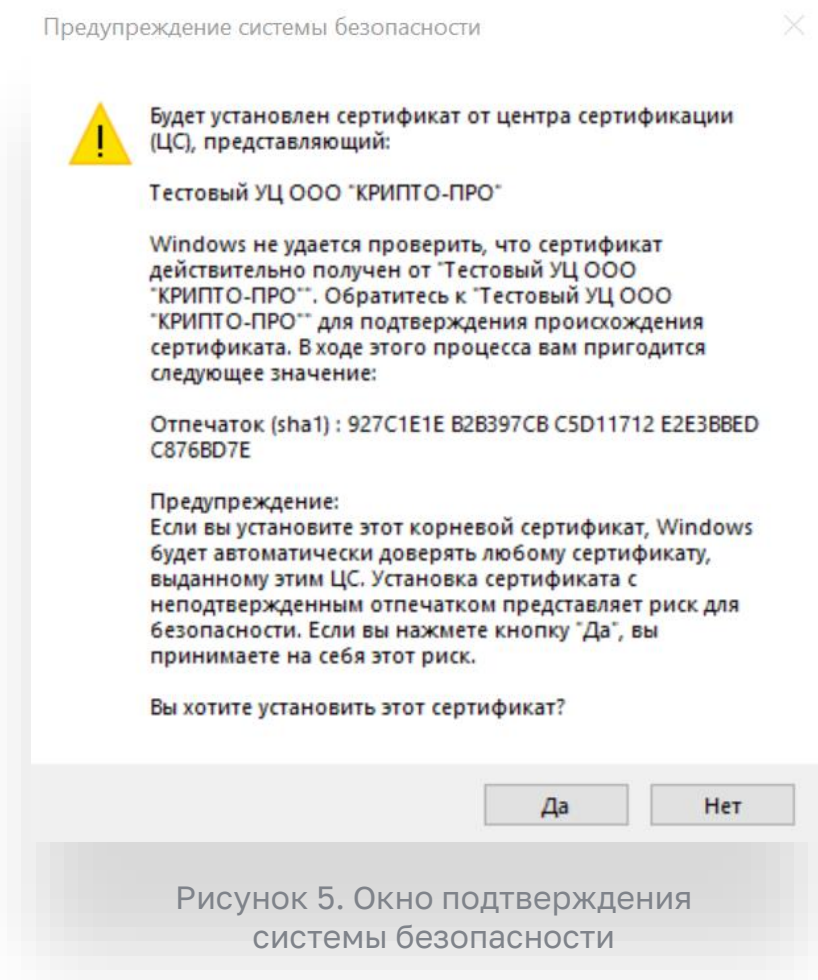 Предупреждение системы безопасности
Будет установлен сертификат от центра сертификации
(ЦС), представляющий:
Тестовый УЦ ООО "КРИПТО-ПРО"
Windows не удается проверить, что сертификат
действительно получен от "Тестовый УЦ ООО
"КРИПТО-ПРО"". Обратитесь к "Тестовый УЦ ООО
"КРИПТО-ПРО"" для подтверждения происхождения
сертификата. В ходе этого процесса вам пригодится
следующее значение:
Отпечаток (sha1) : 927C1E1E B2B397CB C5D11712 E2E3BBED
C876BD7E
Предупреждение:
Если вы установите этот корневой сертификат, Windows
будет автоматически доверять любому сертификату,
выданному этим ЦС. Установка сертификата с
неподтвержденным отпечатком представляет риск для
безопасности. Если вы нажмете кнопку "Да", вы
принимаете на себя этот риск.
Вы хотите установить этот сертификат?
Да Нет
Рисунок 5. Окно подтверждения
системы безопасности